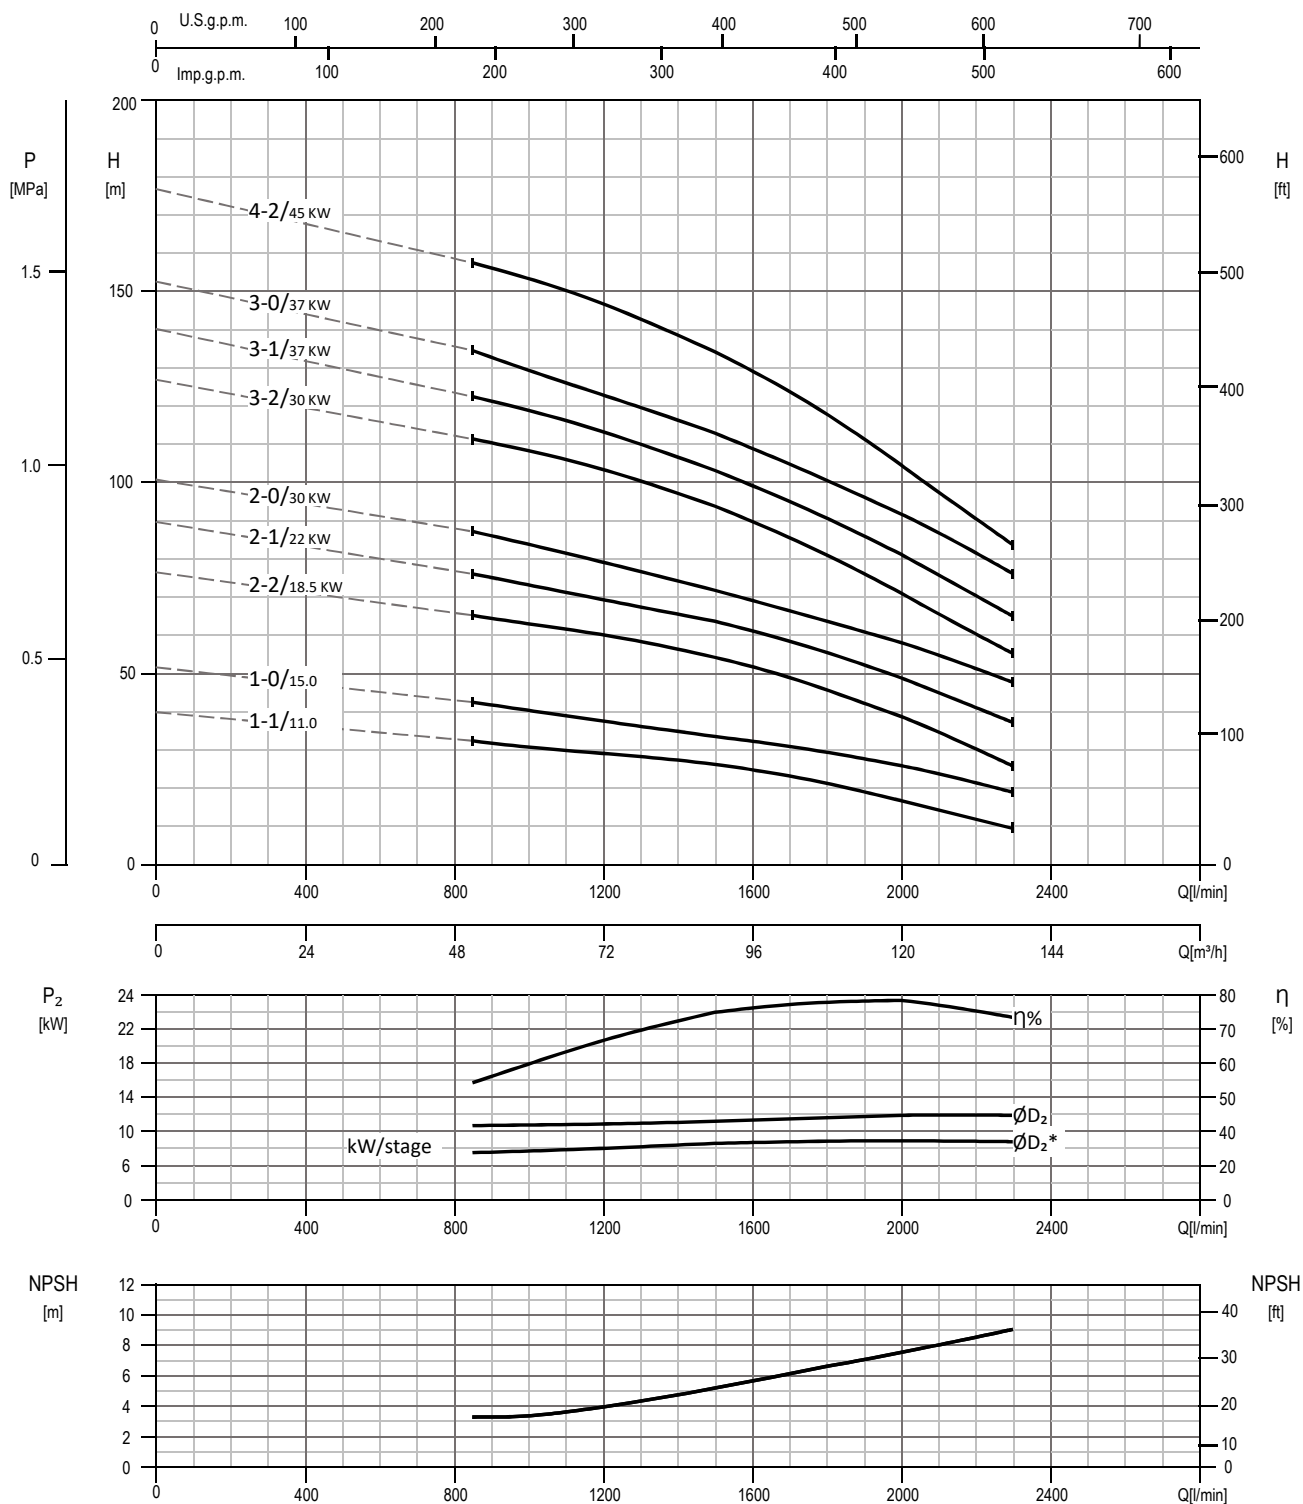 0 U.S.g.p.m. 100 200 300 400 500 600 700
0 Imp.g.p.m. 100 200 300 400 500 600
P
[MPa]
H
[m]
H
[ft]
200
600
4-2/45 KW
1.5
500
150
3-0/37 KW
3-1/37 KW
400
3-2/30 KW
1.0
100
2-0/30 KW
300
2-1/22 KW
2-2/18.5 KW
200
0.5
50
1-0/15.0
1-1/11.0
100
0 0 0
0 400 800 1200 1600 2000 2400 Q[l/min]
0 24 48 72 96 120 144 Q[m³/h]
P₂
[kW]
η
[%]
24 80
22 70
η%
18 60
14 50
ØD₂
10 40
kW/stage
ØD₂*
6 20
0 0
0 400 800 1200 1600 2000 2400 Q[l/min]
NPSH
[m]
NPSH
[ft]
12
10 40
8
30
6
4 20
2 10
0 0
0 400 800 1200 1600 2000 2400 Q[l/min]